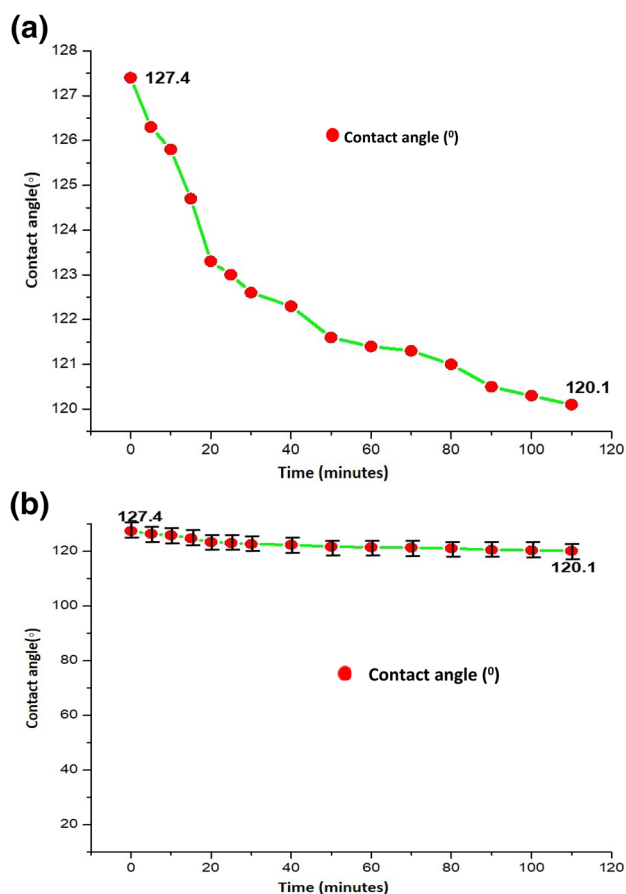 (a)
128
127
126
125
124
123
122
121
120
127.4
120.1
Contact angle (⁰)
Contact angle(○)
0 20 40 60 80 100 120
Time (minutes)
(b)
120
100
80
60
40
20
127.4
120.1
Contact angle (⁰)
Contact angle(○)
0 20 40 60 80 100 120
Time (minutes)